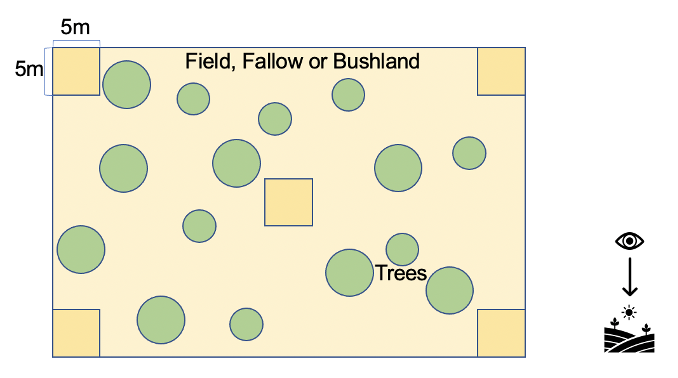 5m
Field, Fallow or Bushland
5m
Trees